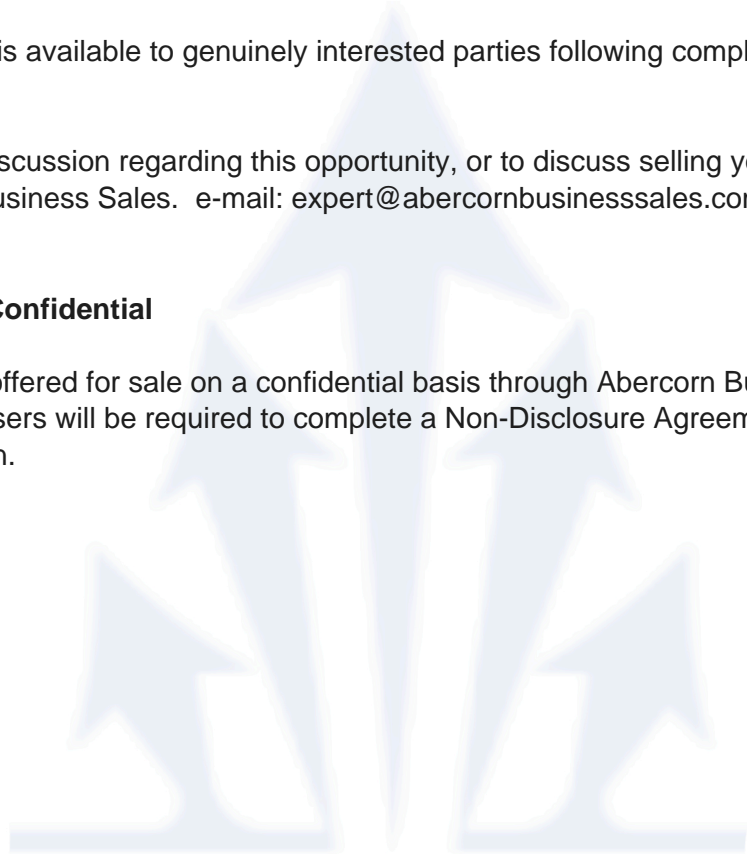 is available to genuinely interested parties following compl
scussion regarding this opportunity, or to discuss selling y
usiness Sales.  e-mail: expert@abercornbusinesssales.co
Confidential
offered for sale on a confidential basis through Abercorn B
sers will be required to complete a Non-Disclosure Agreem
n.